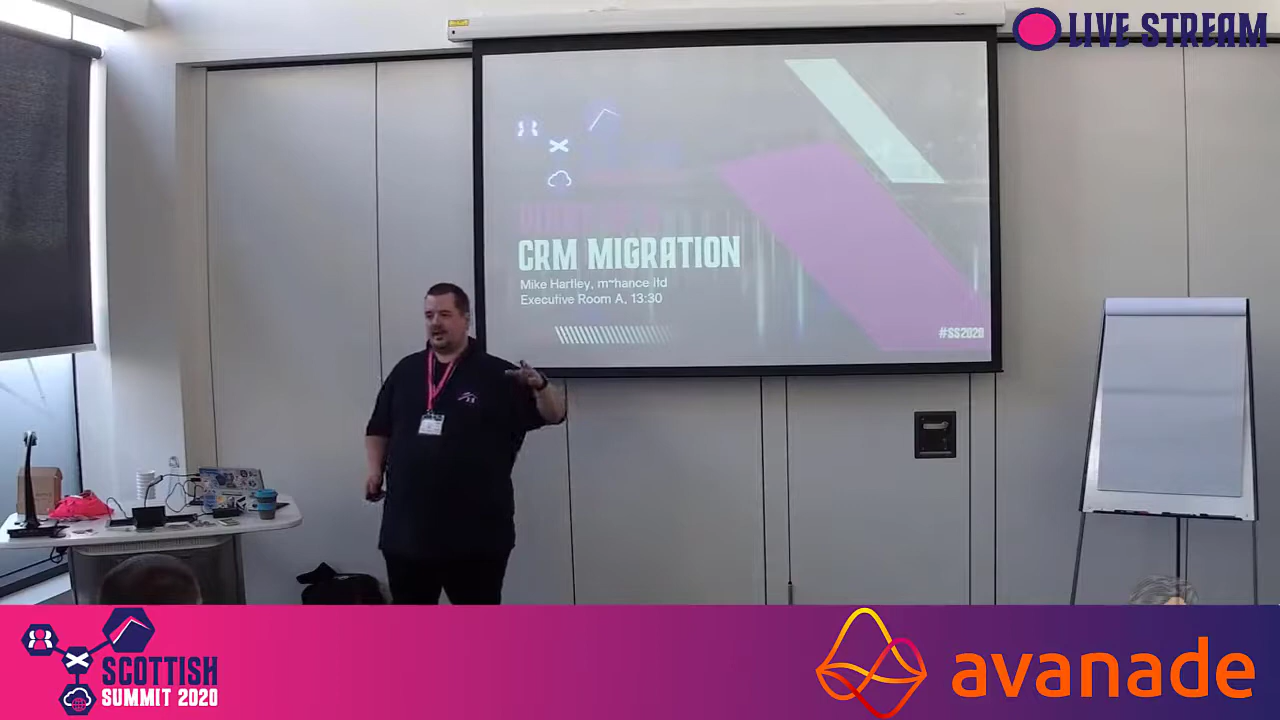 LIVE STREAM
CRM MIGRATION
Mike Hartley, m~hance ltd
Executive Room A, 13:30
#SS2020
SCOTTISH
SUMMIT 2020
avanade